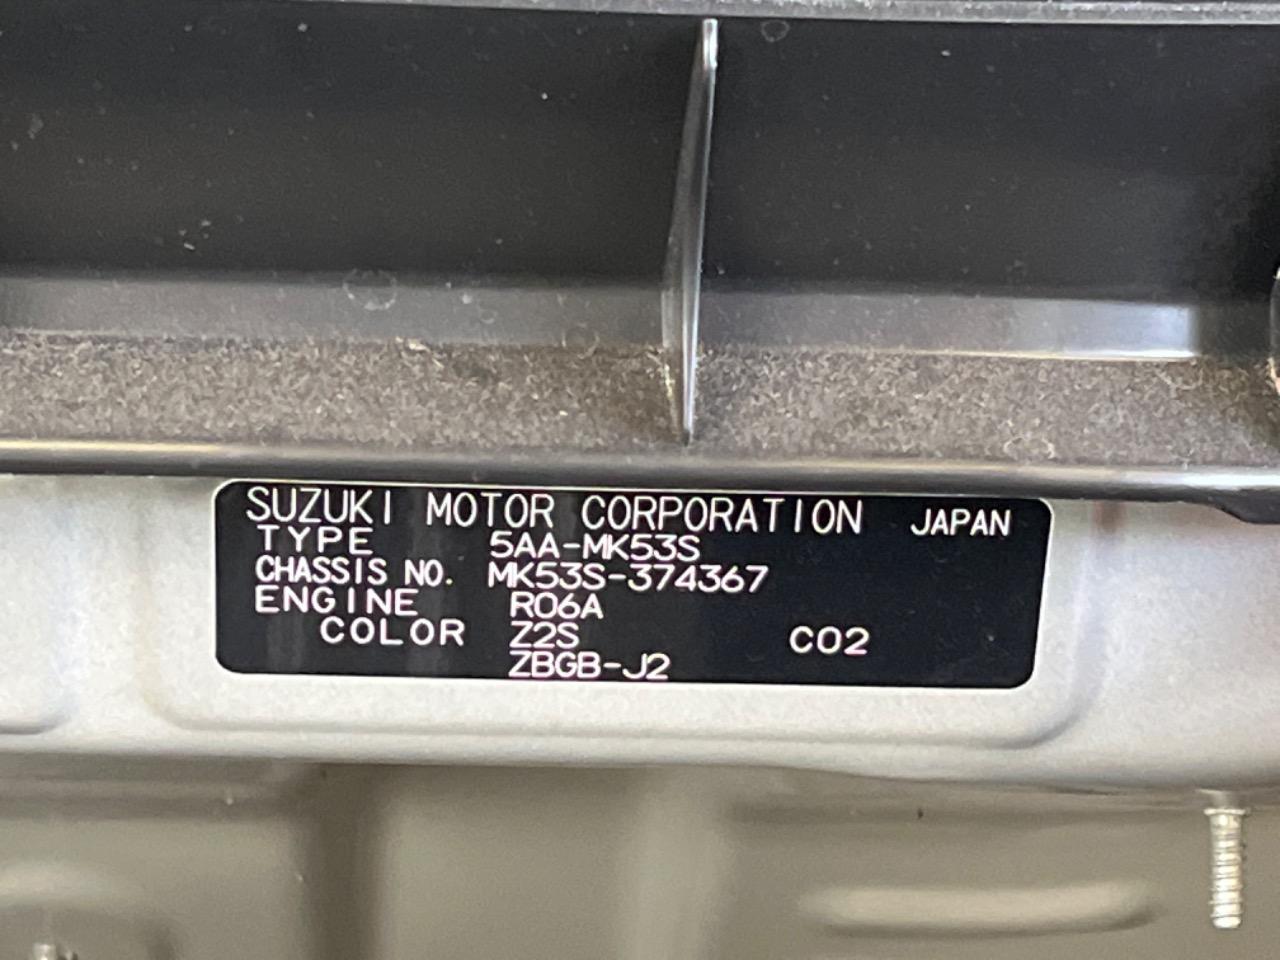 SUZUKI MOTOR CORPORATION JAPAN
TYPE 5AA-MK53S
CHASSIS NO. MK53S-374367
ENGINE R06A
COLOR Z2S C02
ZBGB-J2